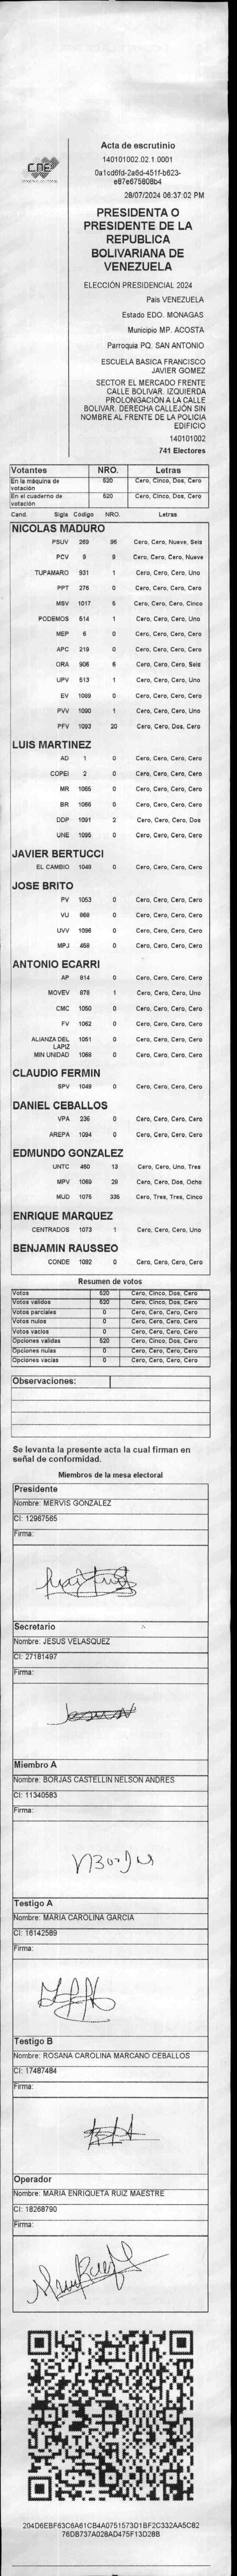 CNE
Acta de escrutinio
140101002.02.1.0001
0a1cd6fd-2a6d-451f-b623-
e87e675808b4
28/07/2024 06:37:02 PM
PRESIDENTA O
PRESIDENTE DE LA
REPUBLICA
BOLIVARIANA DE
VENEZUELA
ELECCIÓN PRESIDENCIAL 2024
Pais VENEZUELA
Estado EDO. MONAGAS
Municipio MP. ACOSTA
Parroquia PQ. SAN ANTONIO
ESCUELA BASICA FRANCISCO
JAVIER GOMEZ
SECTOR EL MERCADO FRENTE
CALLE BOLIVAR. IZQUIERDA
PROLONGACIÓN A LA CALLE
BOLIVAR. DERECHA CALLEJÓN SIN
NOMBRE AL FRENTE DE LA POLICIA
EDIFICIO
140101002
741 Electores
Votantes NRO. Letras
En la máquina de votación 520 Cero, Cinco, Dos, Cero
En el cuaderno de votación 520 Cero, Cinco, Dos, Cero
Cand. Sigla Código NRO. Letras
NICOLAS MADURO
PSUV 269 96 Cero, Cero, Nueve, Seis
PCV 9 9 Cero, Cero, Cero, Nueve
TUPAMARO 931 1 Cero, Cero, Cero, Uno
PPT 276 0 Cero, Cero, Cero, Cero
MSV 1017 5 Cero, Cero, Cero, Cinco
PODEMOS 514 1 Cero, Cero, Cero, Uno
MEP 6 0 Cero, Cero, Cero, Cero
APC 219 0 Cero, Cero, Cero, Cero
ORA 906 6 Cero, Cero, Cero, Seis
UPV 513 1 Cero, Cero, Cero, Uno
EV 1089 0 Cero, Cero, Cero, Cero
PVV 1090 1 Cero, Cero, Cero, Uno
PFV 1093 20 Cero, Cero, Dos, Cero
LUIS MARTINEZ
AD 1 0 Cero, Cero, Cero, Cero
COPEI 2 0 Cero, Cero, Cero, Cero
MR 1065 0 Cero, Cero, Cero, Cero
BR 1066 0 Cero, Cero, Cero, Cero
DDP 1091 2 Cero, Cero, Cero, Dos
UNE 1095 0 Cero, Cero, Cero, Cero
JAVIER BERTUCCI
EL CAMBIO 1048 0 Cero, Cero, Cero, Cero
JOSE BRITO
PV 1053 0 Cero, Cero, Cero, Cero
VU 868 0 Cero, Cero, Cero, Cero
UVV 1096 0 Cero, Cero, Cero, Cero
MPJ 458 0 Cero, Cero, Cero, Cero
ANTONIO ECARRI
AP 814 0 Cero, Cero, Cero, Cero
MOVEV 878 1 Cero, Cero, Cero, Uno
CMC 1050 0 Cero, Cero, Cero, Cero
FV 1062 0 Cero, Cero, Cero, Cero
ALIANZA DEL LAPIZ 1051 0 Cero, Cero, Cero, Cero
MIN UNIDAD 1068 0 Cero, Cero, Cero, Cero
CLAUDIO FERMIN
SPV 1049 0 Cero, Cero, Cero, Cero
DANIEL CEBALLOS
VPA 236 0 Cero, Cero, Cero, Cero
AREPA 1094 0 Cero, Cero, Cero, Cero
EDMUNDO GONZALEZ
UNTC 460 13 Cero, Cero, Uno, Tres
MPV 1069 28 Cero, Cero, Dos, Ocho
MUD 1075 335 Cero, Tres, Tres, Cinco
ENRIQUE MARQUEZ
CENTRADOS 1073 1 Cero, Cero, Cero, Uno
BENJAMIN RAUSSEO
CONDE 1092 0 Cero, Cero, Cero, Cero
Resumen de votos
Votos 520 Cero, Cinco, Dos, Cero
Votos validos 520 Cero, Cinco, Dos, Cero
Votos parciales 0 Cero, Cero, Cero, Cero
Votos nulos 0 Cero, Cero, Cero, Cero
Votos vacios 0 Cero, Cero, Cero, Cero
Opciones validas 520 Cero, Cinco, Dos, Cero
Opciones nulas 0 Cero, Cero, Cero, Cero
Opciones vacias 0 Cero, Cero, Cero, Cero
Observaciones:
Se levanta la presente acta la cual firman en
señal de conformidad.
Miembros de la mesa electoral
Presidente
Nombre: MERVIS GONZALEZ
CI: 12967565
Firma:
Secretario
Nombre: JESUS VELASQUEZ
CI: 27181497
Firma:
Miembro A
Nombre: BORJAS CASTELLIN NELSON ANDRES
CI: 11340583
Firma:
Testigo A
Nombre: MARIA CAROLINA GARCIA
CI: 16142589
Firma:
Testigo B
Nombre: ROSANA CAROLINA MARCANO CEBALLOS
CI: 17487484
Firma:
Operador
Nombre: MARIA ENRIQUETA RUIZ MAESTRE
CI: 18268790
Firma:
204D6EBF63C6A61CB4A0751573D1BF2C332AA5C82
76DB737A028AD475F13D28B